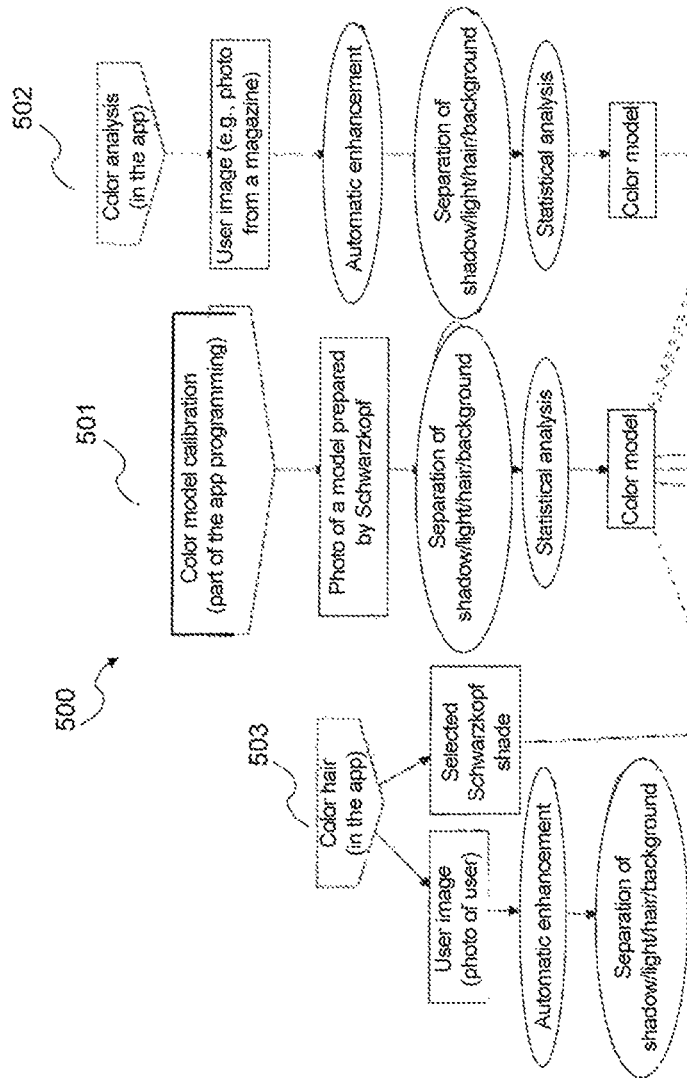 500
503
Color hair
(in the app)
User image
(photo of user)
Selected
Schwarzkopf
shade
Automatic enhancement
Separation of
shadow/light/hair/background
501
Color model calibration
(part of the app programming)
Photo of a model prepared
by Schwarzkopf
Separation of
shadow/light/hair/background
Statistical analysis
Color model
502
Color analysis
(in the app)
User image (e.g., photo
from a magazine)
Automatic enhancement
Separation of
shadow/light/hair/background
Statistical analysis
Color model